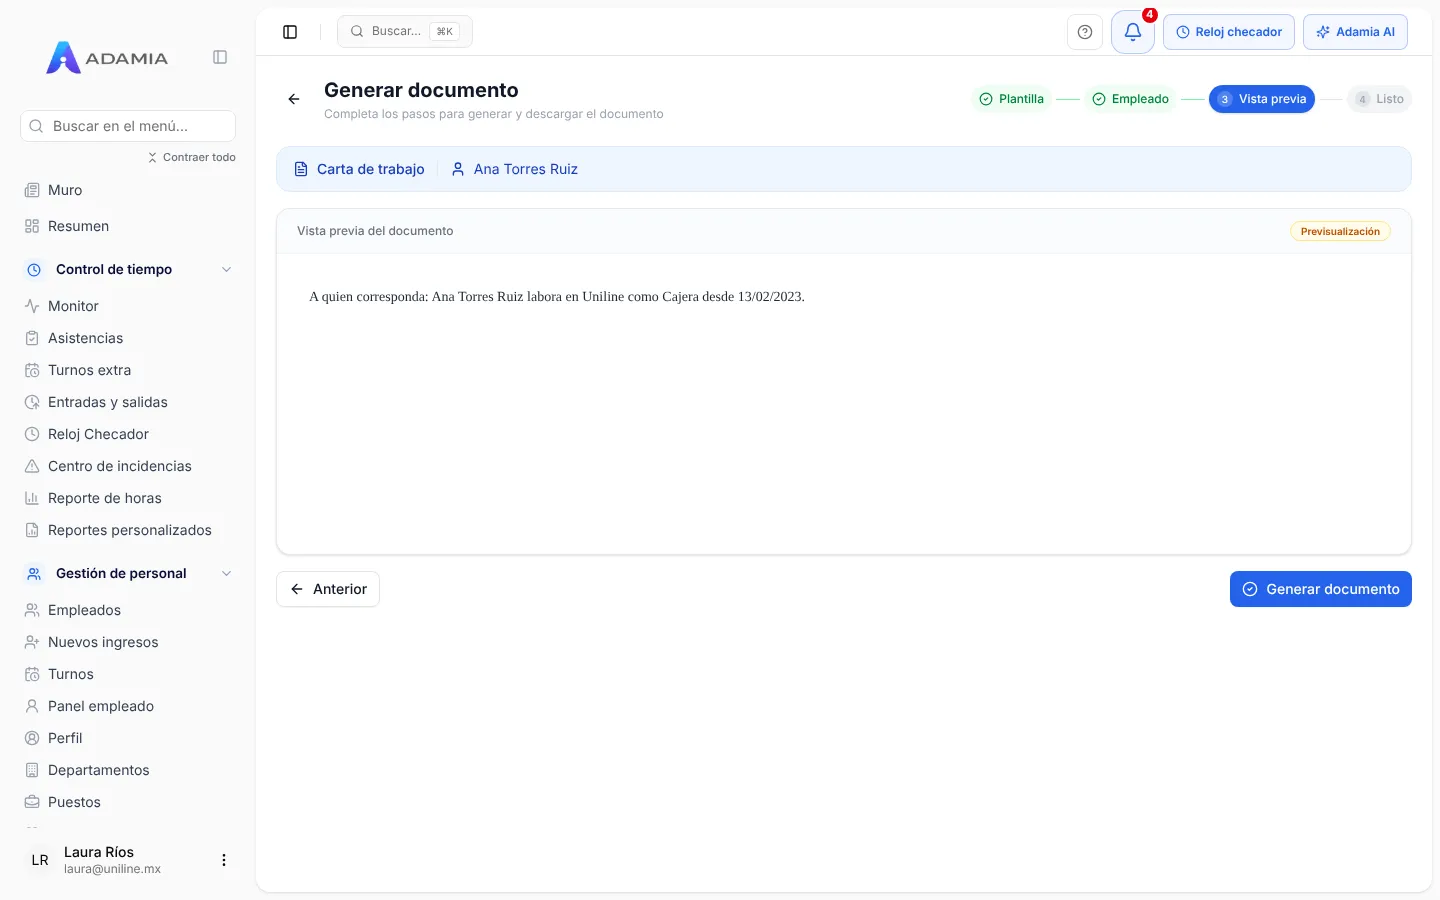 ADAMIA
Buscar en el menú...
Contraer todo
Muro
Resumen
Control de tiempo
Monitor
Asistencias
Turnos extra
Entradas y salidas
Reloj Checador
Centro de incidencias
Reporte de horas
Reportes personalizados
Gestión de personal
Empleados
Nuevos ingresos
Turnos
Panel empleado
Perfil
Departamentos
Puestos
LR
Laura Ríos
laura@uniline.mx
Buscar... ⌘K
4
Reloj checador
Adamia AI
Generar documento
Completa los pasos para generar y descargar el documento
Plantilla
Empleado
3 Vista previa
4 Listo
Carta de trabajo
Ana Torres Ruiz
Vista previa del documento
Previsualización
A quien corresponda: Ana Torres Ruiz labora en Uniline como Cajera desde 13/02/2023.
Anterior
Generar documento